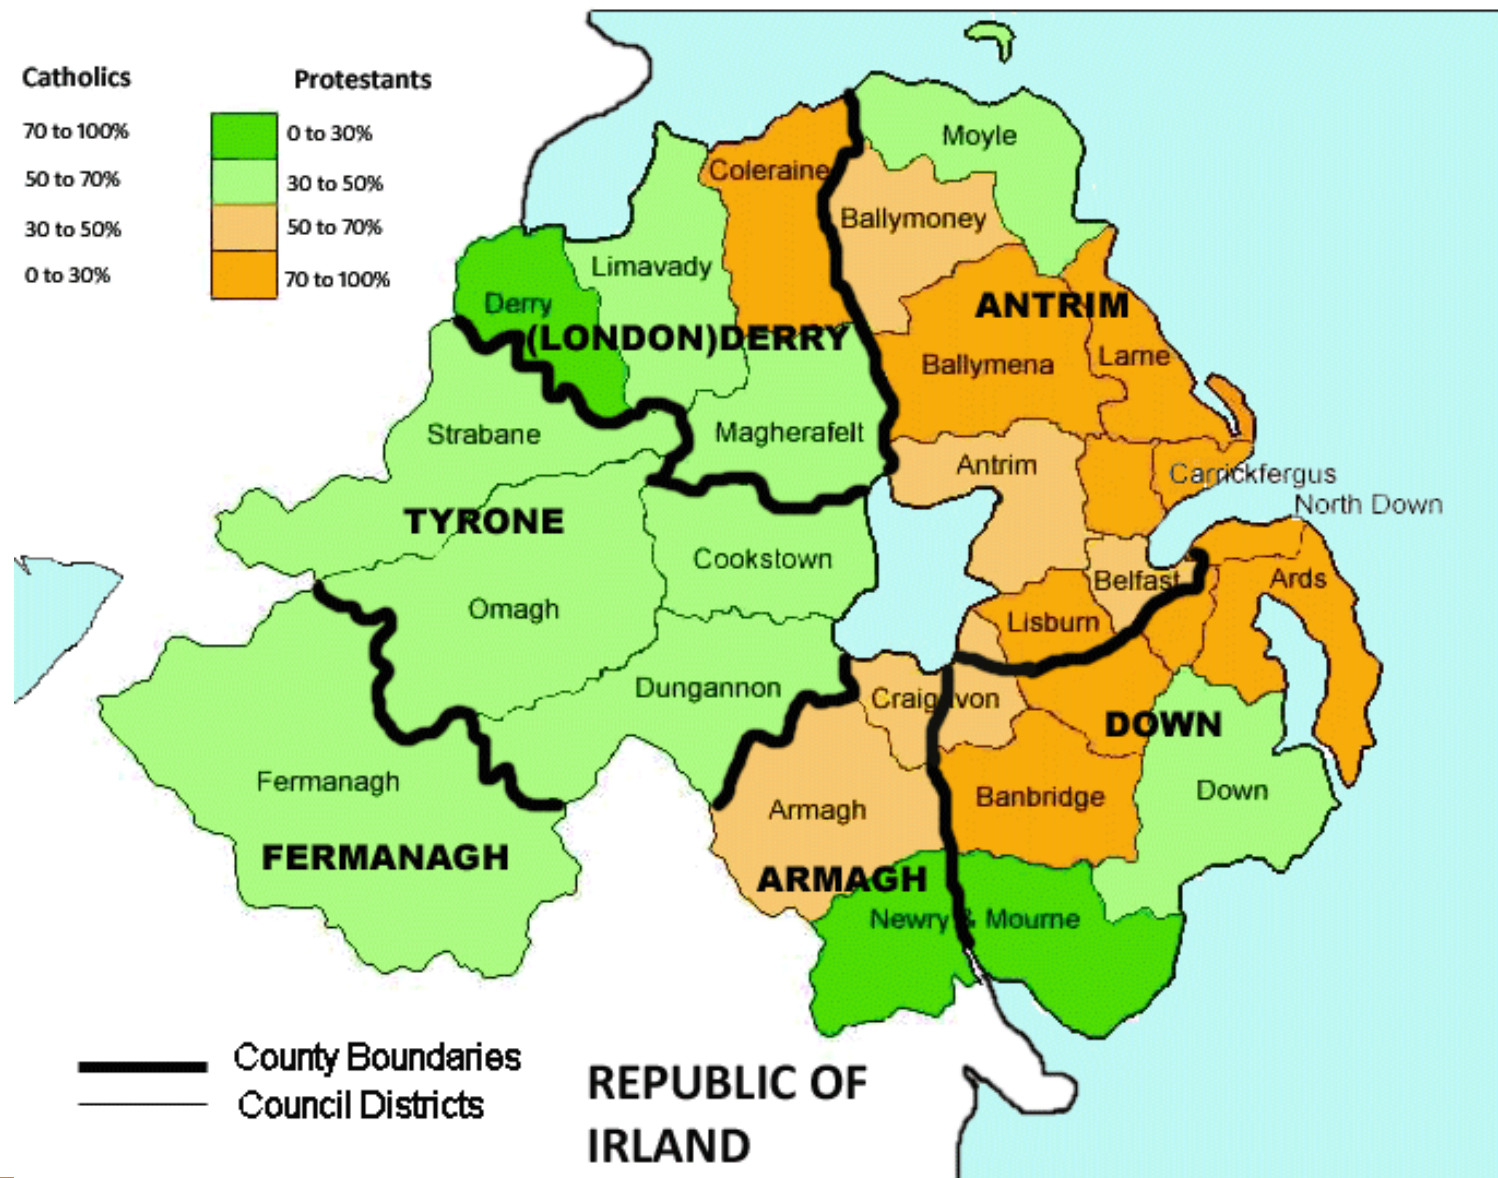 Catholics
Protestants
70 to 100%
0 to 30%
50 to 70%
30 to 50%
30 to 50%
50 to 70%
0 to 30%
70 to 100%
Moyle
Coleraine
Ballymoney
Limavady
Derry
ANTRIM
(LONDON)DERRY
Ballymena
Larne
Strabane
Magherafelt
Antrim
Carrickfergus
North Down
TYRONE
Cookstown
Belfast
Ards
Omagh
Lisburn
Dungannon
Craigavon
DOWN
Fermanagh
Banbridge
Down
Armagh
FERMANAGH
ARMAGH
Newry & Mourne
County Boundaries
Council Districts
REPUBLIC OF
IRLAND